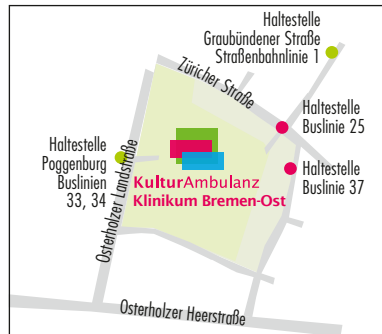 Haltestelle
Graubündener Straße
Straßenbahnlinie 1
Züricher Straße
Haltestelle
Buslinie 25
Haltestelle
Poggenburg
Buslinien
33, 34
Haltestelle
Buslinie 37
KulturAmbulanz
Klinikum Bremen-Ost
Osterholzer Landstraße
Osterholzer Heerstraße